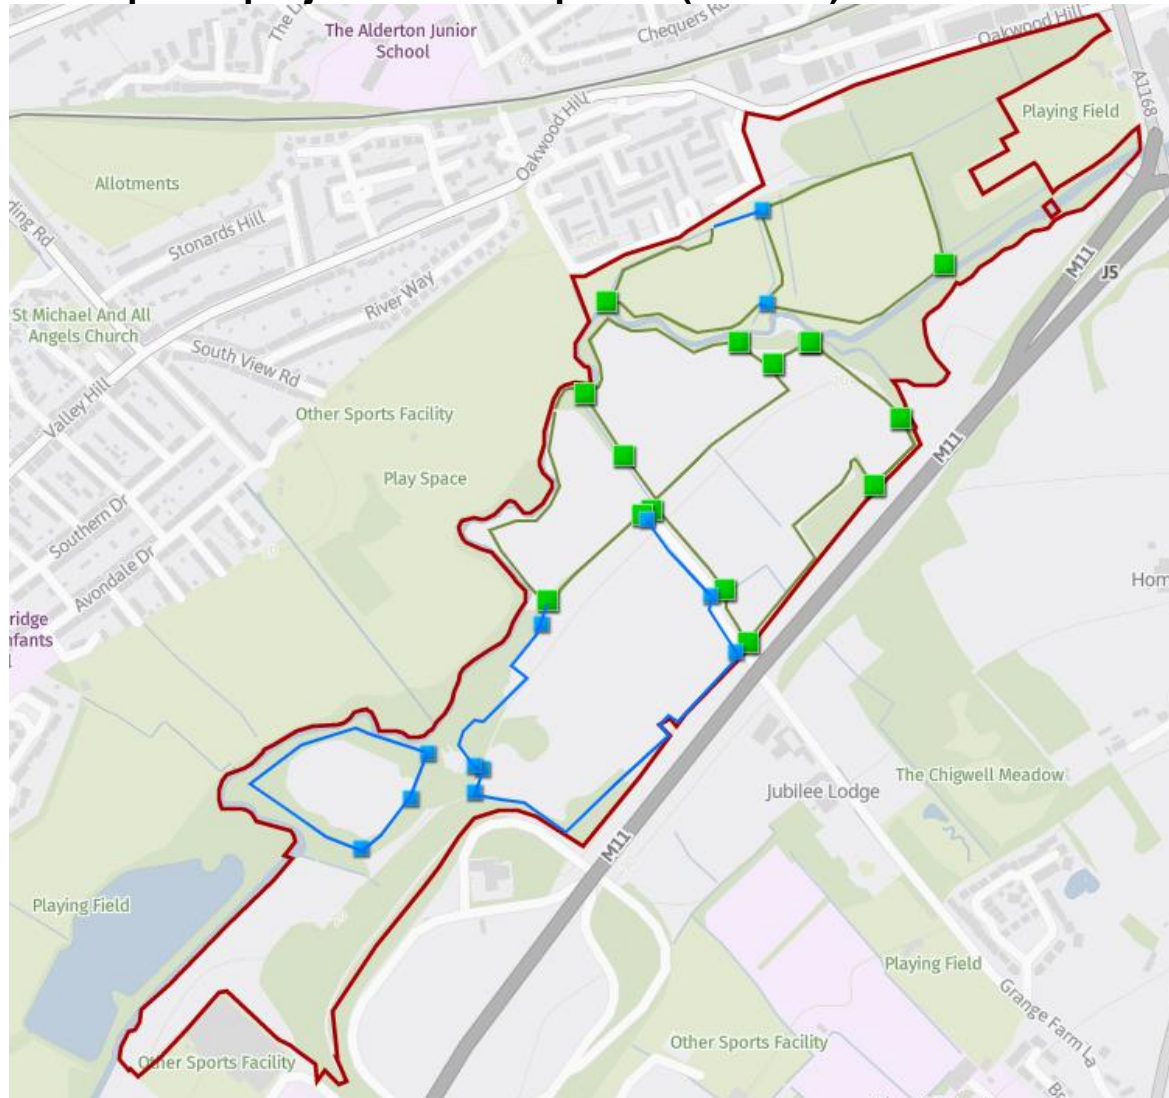 The Alderton Junior
School
Chequers Rd
Oakwood Hill
A1168
Playing Field
Oakwood Hill
Allotments
Stonards Hill
River Way
M11
J5
St Michael And All
Angels Church
South View Rd
Valley Hill
Other Sports Facility
M11
Play Space
Southern Dr
Avondale Dr
The Chigwell Meadow
Jubilee Lodge
M11
Playing Field
Playing Field
Grange Farm La
Other Sports Facility
Other Sports Facility